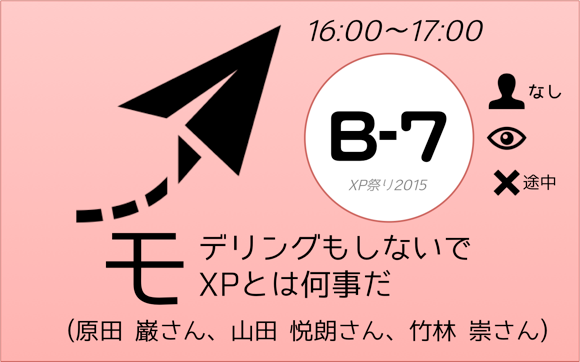 16:00～17:00
なし
B-7
XP祭り2015
途中
モデリングもしないで
XPとは何事だ
（原田 巌さん、山田 悦朗さん、竹林 崇さん）